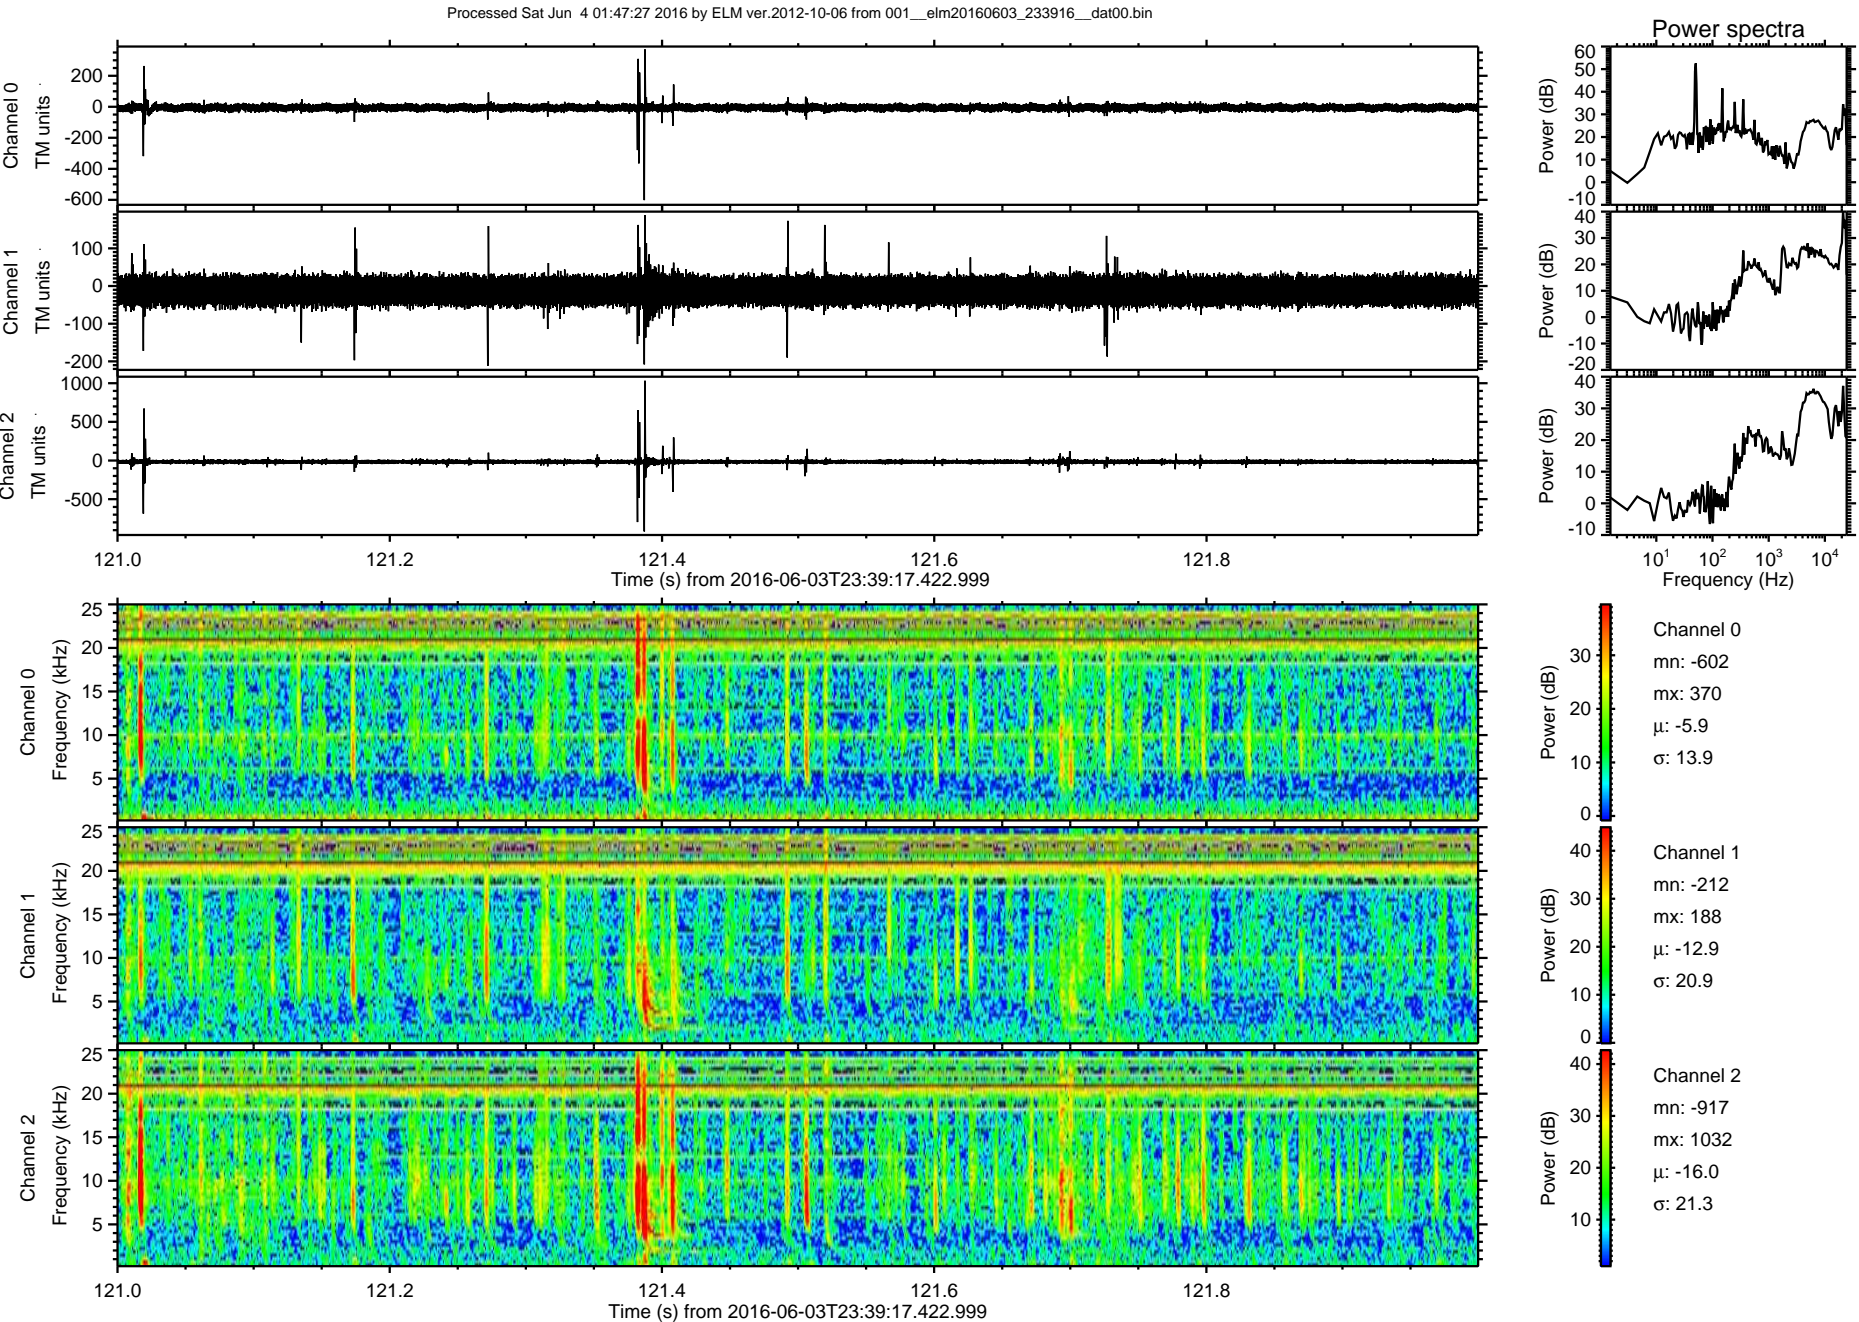 Processed Sat Jun  4 01:47:27 2016 by ELM ver.2012-10-06 from 001__elm20160603_233916__dat00.bin
Power spectra
Channel 0
TM units
200
0
-200
-400
-600
Power (dB)
60
50
40
30
20
10
0
-10
Channel 1
TM units
100
0
-100
-200
Power (dB)
40
30
20
10
0
-10
-20
Channel 2
TM units
1000
500
0
-500
Power (dB)
40
30
20
10
0
-10
121.0 121.2 121.4 121.6 121.8
Time (s) from 2016-06-03T23:39:17.422.999
10^1 10^2 10^3 10^4
Frequency (Hz)
Channel 0
Frequency (kHz)
25
20
15
10
5
Power (dB)
30
20
10
0
Channel 0
mn: -602
mx: 370
μ: -5.9
σ: 13.9
Channel 1
Frequency (kHz)
25
20
15
10
5
Power (dB)
40
30
20
10
0
Channel 1
mn: -212
mx: 188
μ: -12.9
σ: 20.9
Channel 2
Frequency (kHz)
25
20
15
10
5
Power (dB)
40
30
20
10
Channel 2
mn: -917
mx: 1032
μ: -16.0
σ: 21.3
121.0 121.2 121.4 121.6 121.8
Time (s) from 2016-06-03T23:39:17.422.999